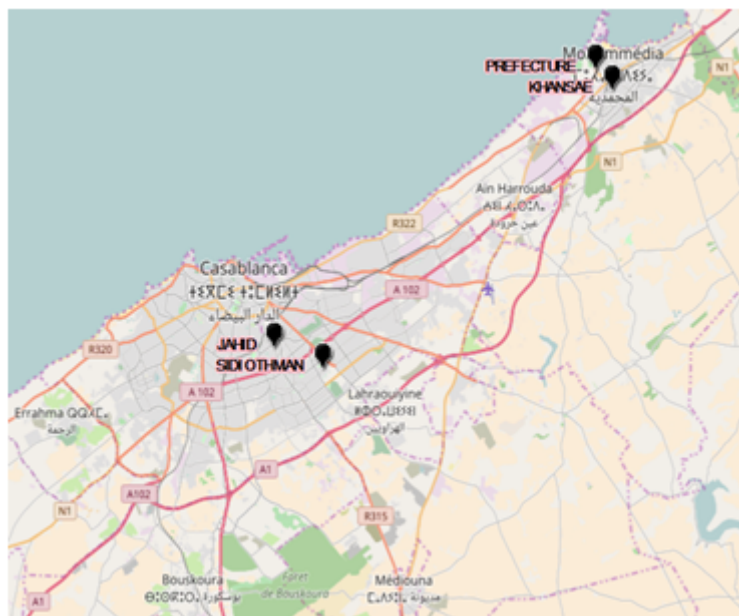 PREFECTURE
Mohammedia
KHANSAE
المحمدية
N1
N1
Ain Harrouda
عين حرودة
R322
Casablanca
الدار البيضاء
A 102
JAHID
SIDI OTHMAN
R320
A 102
Lahraouiyine
الهراويين
Errahma
الرحمة
A1
A102
N1
R315
Bouskoura
بوسكورة
Forêt
de Bouskoura
Médiouna
مديونة
A1